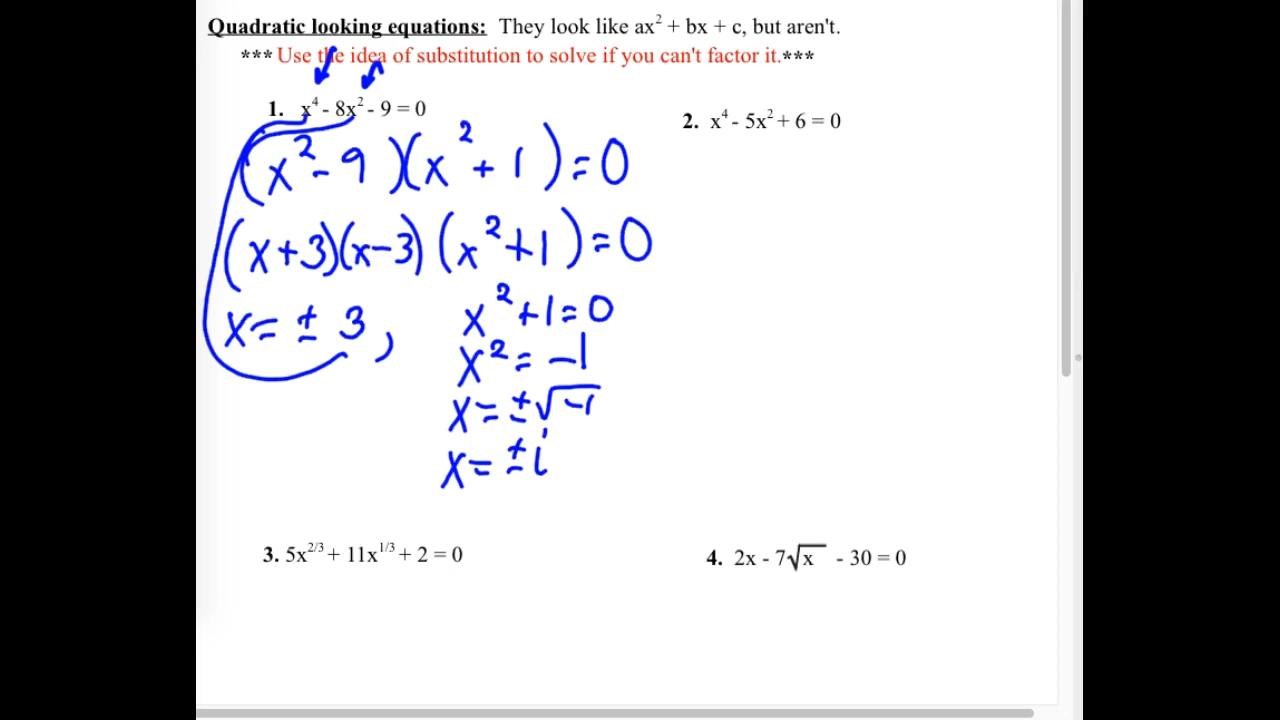 Quadratic looking equations: They look like ax² + bx + c, but aren't.
*** Use the idea of substitution to solve if you can't factor it.***
1. x⁴ - 8x² - 9 = 0
(x² - 9)(x² + 1) = 0
(x+3)(x-3)(x²+1) = 0
x = ± 3,
x² + 1 = 0
x² = -1
x = ±√-1
x = ±i
2. x⁴ - 5x² + 6 = 0
3. 5x^2/3 + 11x^1/3 + 2 = 0
4. 2x - 7√x - 30 = 0